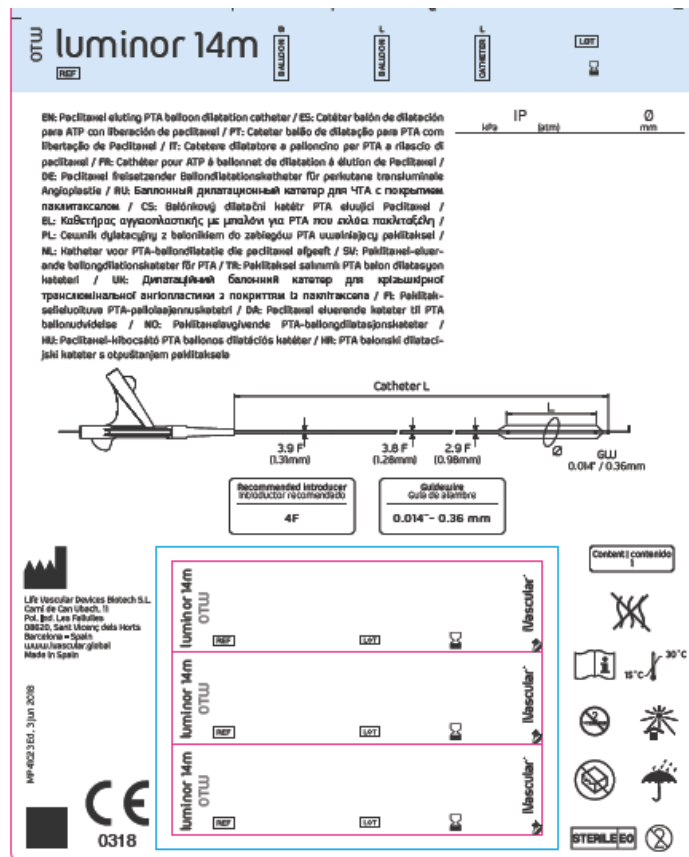 OTW
luminor 14m
REF
BALLOON Ø
BALLOON L
CATHETER L
LOT
EN: Paclitaxel eluting PTA balloon dilatation catheter / ES: Catéter balón de dilatación
para ATP con liberación de paclitaxel / PT: Cateter balão de dilatação para PTA com
libertação de Paclitaxel / IT: Catetere dilatatore a palloncino per PTA a rilascio di
paclitaxel / FR: Cathéter pour ATP à ballonnet de dilatation à élution de Paclitaxel /
DE: Paclitaxel freisetzender Ballondilatationskatheter für perkutane transluminale
Angioplastie / RU: Баллонный дилатационный катетер для ЧТА с покрытием
паклитакселом / CS: Balónkový dilatační katétr PTA eluujíci Paclitaxel /
EL: Καθετήρας αγγειοπλαστικής με μπαλόνι για PTA που εκλύει πακλιταξέλη /
PL: Cewnik dylatacyjny z balonikiem do zabiegów PTA uwalniający paklitaksel /
NL: Katheter voor PTA-ballondilatatie die paclitaxel afgeeft / SV: Paklitaxel-eluer-
ande ballongdilationskateter för PTA / TR: Paklitaksel salınımlı PTA balon dilatasyon
kateteri / UK: Дилатаційний балонний катетер для крізьшкірної
транслюмінальної ангіопластики з покриттям із паклітаксела / FI: Paklitak-
selieluoituva PTA-pallolaajennuskatetri / DA: Paclitaxel eluerende kateter til PTA
ballonudvidelse / NO: Paklitaxelavgivende PTA-ballongdilatasjonskateter /
HU: Paclitaxel-kibocsátó PTA ballonos dilatációs katéter / HR: PTA balonski dilataci-
jski kateter s otpuštanjem paklitaksela
IP Ø
kPa (atm) mm
Catheter L
L
Ø
3.9 F 3.8 F 2.9 F GW
(1.31mm) (1.28mm) (0.98mm) 0.014" / 0.36mm
Recommended introducer
Introductor recomendado
4F
Guidewire
Guía de alambre
0.014"- 0.36 mm
Life Vascular Devices Biotech S.L.
Camí de Can Ubach, 11
Pol. Ind. Les Fallulles
08620, Sant Vicenç dels Horts
Barcelona - Spain
www.ivascular.global
Made in Spain
MP41023 Ed. 3 jun 2018
CE
0318
luminor 14m
OTW
REF
LOT
iVascular
luminor 14m
OTW
REF
LOT
iVascular
luminor 14m
OTW
REF
LOT
iVascular
Content | contenido
1
15°C 30°C
2
STERILE EO
2